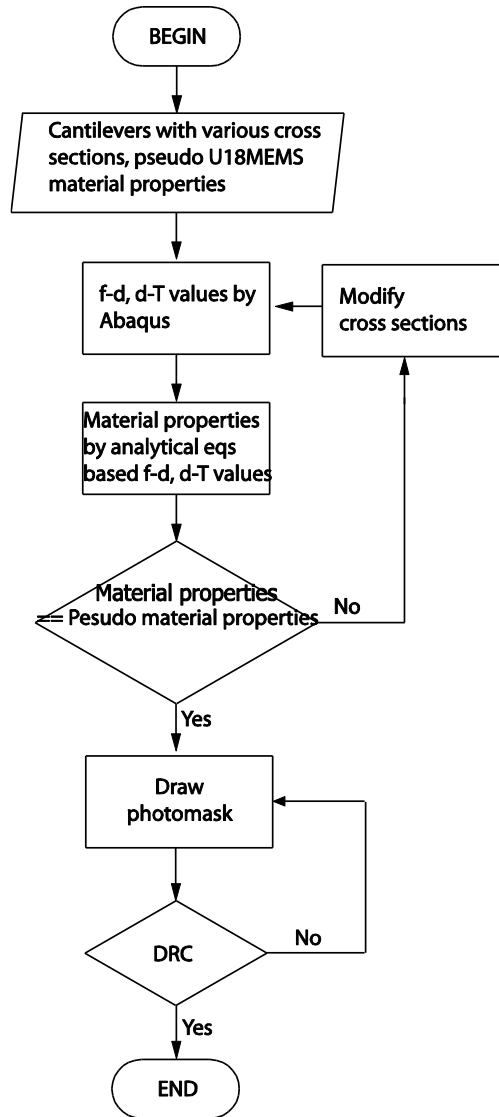 BEGIN
Cantilevers with various cross
sections, pseudo U18MEMS
material properties
f-d, d-T values by
Abaqus
Modify
cross sections
Material properties
by analytical eqs
based f-d, d-T values
Material properties
== Pesudo material properties
No
Yes
Draw
photomask
DRC
No
Yes
END